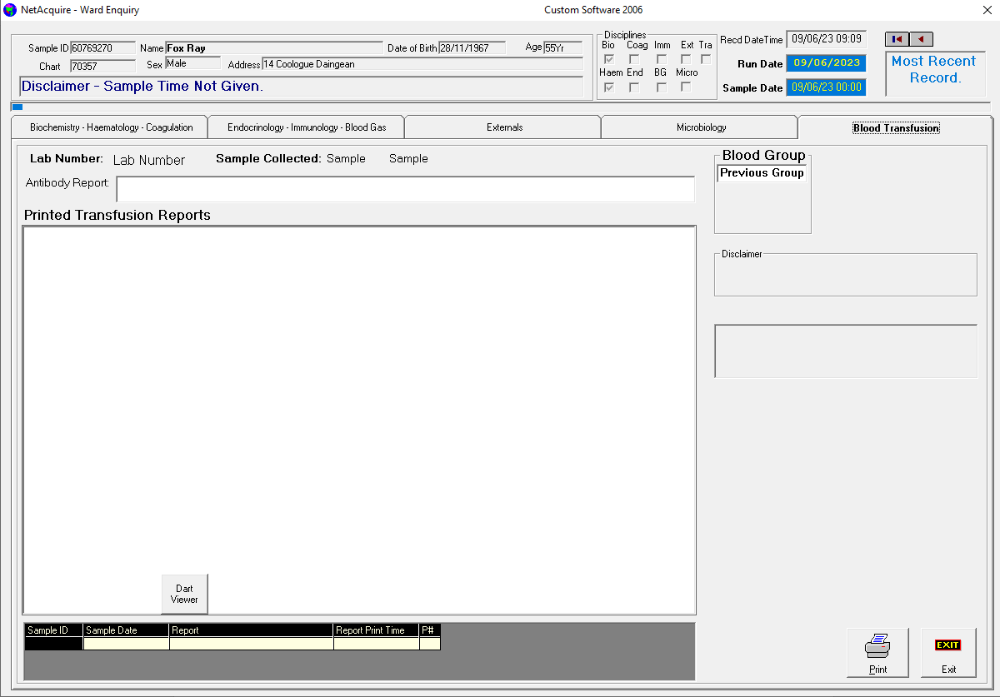 NetAcquire - Ward Enquiry
Custom Software 2006
Sample ID 60769270 Name Fox Ray Date of Birth 28/11/1967 Age 55Yr
Chart 70357 Sex Male Address 14 Coologue Daingean
Disclaimer - Sample Time Not Given.
Disciplines
Bio Coag Imm Ext Tra
Haem End BG Micro
Recd DateTime 09/06/23 09:09
Run Date 09/06/2023
Sample Date 09/06/23 00:00
Most Recent
Record.
Biochemistry - Haematology - Coagulation
Endocrinology - Immunology - Blood Gas
Externals
Microbiology
Blood Transfusion
Lab Number: Lab Number Sample Collected: Sample Sample
Antibody Report:
Printed Transfusion Reports
Blood Group
Previous Group
Disclaimer
Dart
Viewer
Sample ID Sample Date Report Report Print Time P#
Print
EXIT
Exit